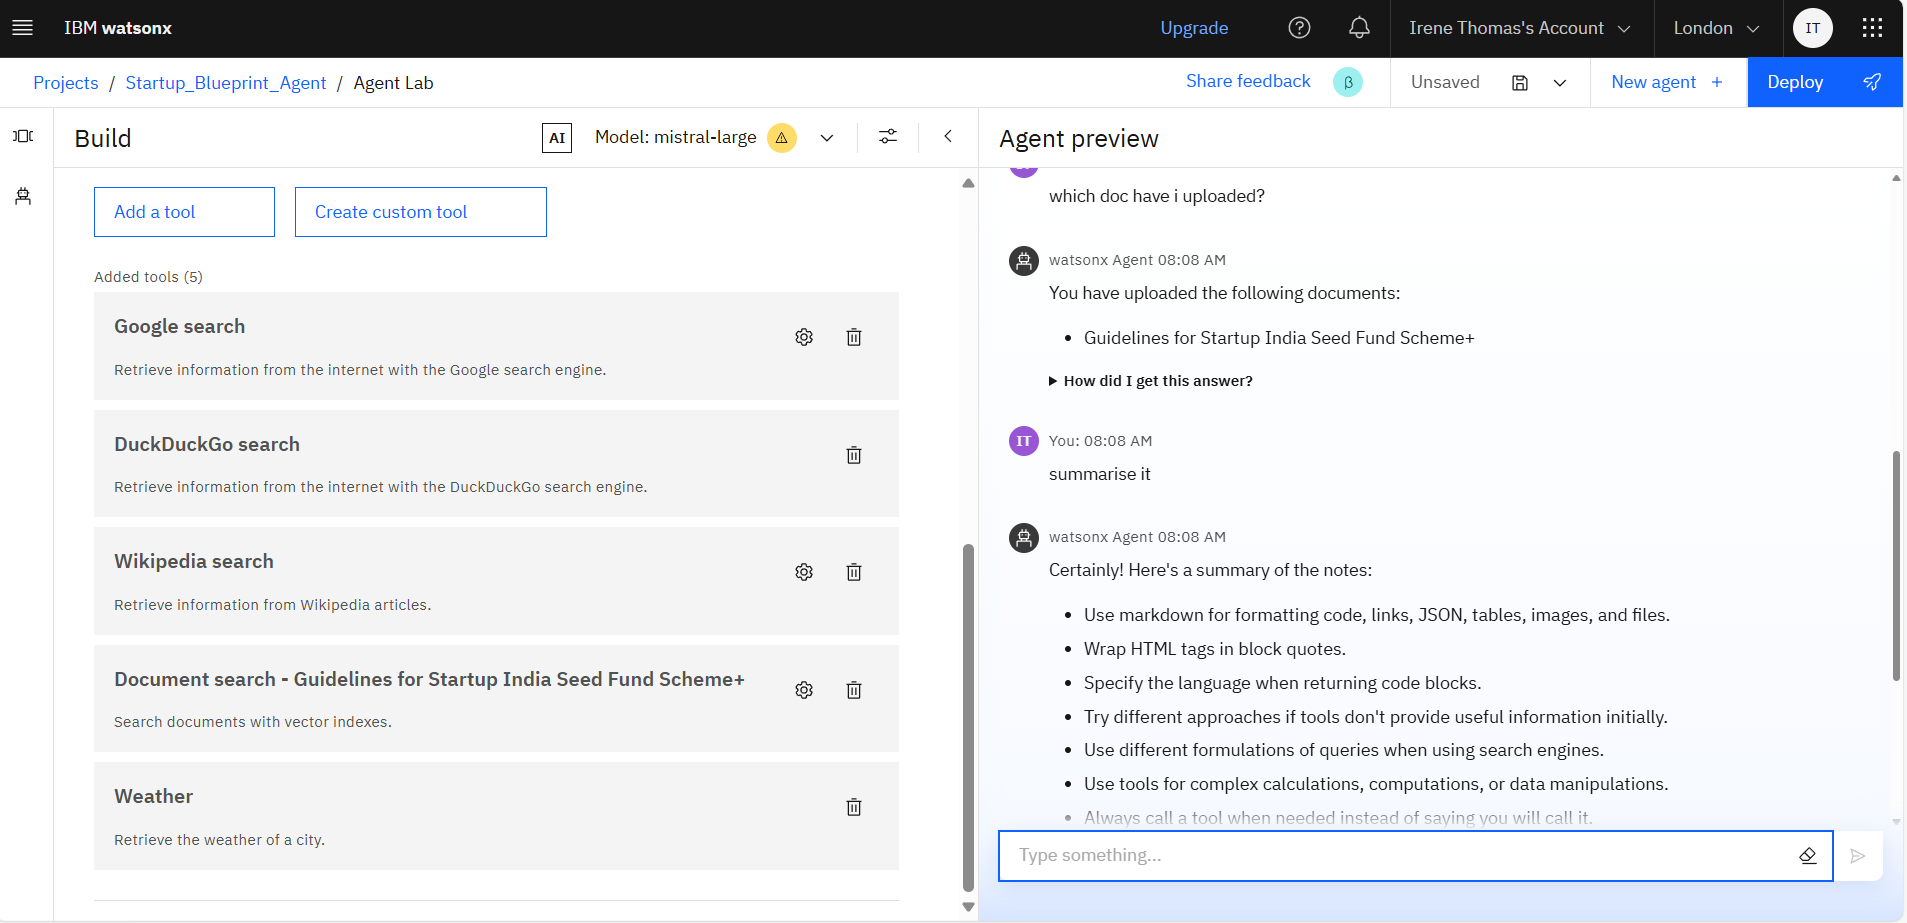 IBM watsonx
Upgrade
Irene Thomas's Account
London
IT
Projects / Startup_Blueprint_Agent / Agent Lab
Share feedback
β
Unsaved
New agent +
Deploy
Build
AI
Model: mistral-large
Add a tool
Create custom tool
Added tools (5)
Google search
Retrieve information from the internet with the Google search engine.
DuckDuckGo search
Retrieve information from the internet with the DuckDuckGo search engine.
Wikipedia search
Retrieve information from Wikipedia articles.
Document search - Guidelines for Startup India Seed Fund Scheme+
Search documents with vector indexes.
Weather
Retrieve the weather of a city.
Agent preview
which doc have i uploaded?
watsonx Agent 08:08 AM
You have uploaded the following documents:
• Guidelines for Startup India Seed Fund Scheme+
How did I get this answer?
IT
You: 08:08 AM
summarise it
watsonx Agent 08:08 AM
Certainly! Here's a summary of the notes:
• Use markdown for formatting code, links, JSON, tables, images, and files.
• Wrap HTML tags in block quotes.
• Specify the language when returning code blocks.
• Try different approaches if tools don't provide useful information initially.
• Use different formulations of queries when using search engines.
• Use tools for complex calculations, computations, or data manipulations.
• Always call a tool when needed instead of saying you will call it.
Type something...